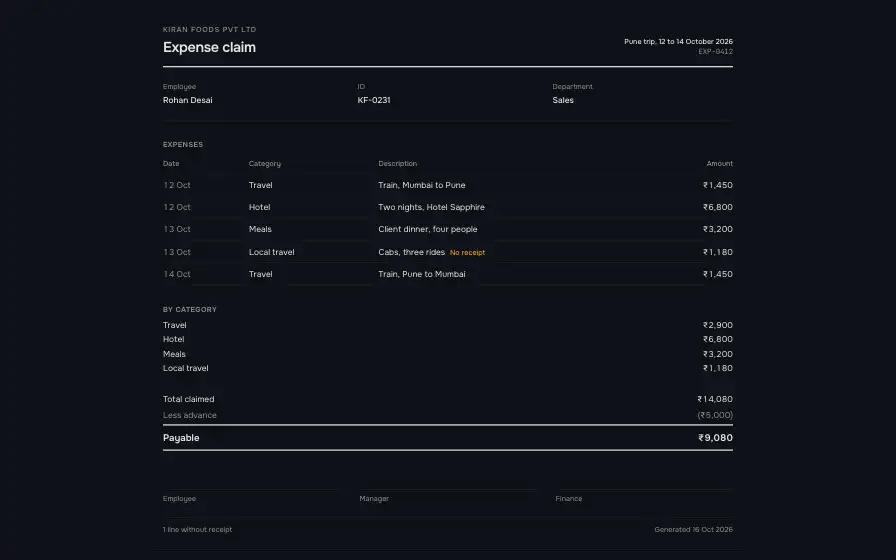 KIRAN FOODS PVT LTD
Expense claim
Pune trip, 12 to 14 October 2026
EXP-0412
Employee ID Department
Rohan Desai KF-0231 Sales
EXPENSES
Date Category Description Amount
12 Oct Travel Train, Mumbai to Pune ₹1,450
12 Oct Hotel Two nights, Hotel Sapphire ₹6,800
13 Oct Meals Client dinner, four people ₹3,200
13 Oct Local travel Cabs, three rides No receipt ₹1,180
14 Oct Travel Train, Pune to Mumbai ₹1,450
BY CATEGORY
Travel ₹2,900
Hotel ₹6,800
Meals ₹3,200
Local travel ₹1,180
Total claimed ₹14,080
Less advance (₹5,000)
Payable ₹9,080
Employee Manager Finance
1 line without receipt Generated 16 Oct 2026